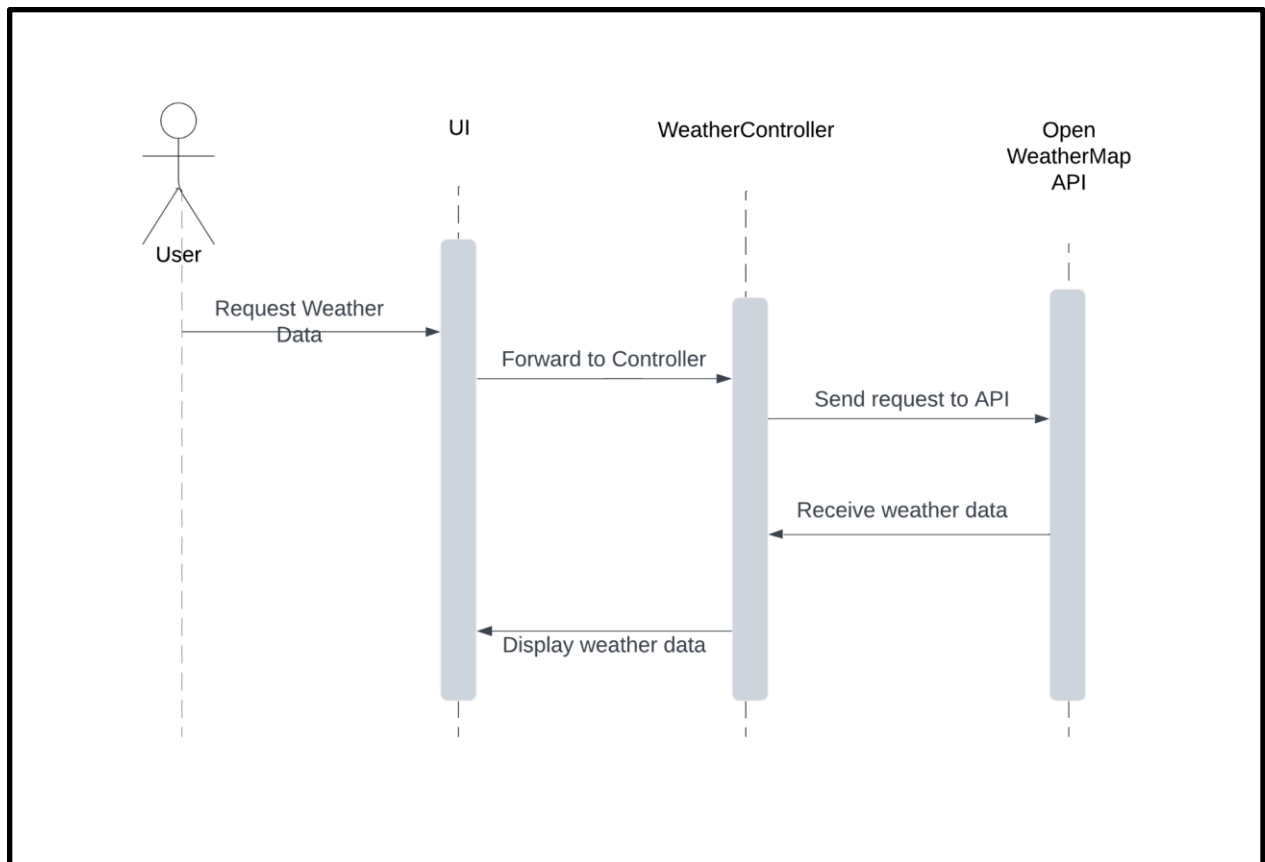 UI
WeatherController
Open
WeatherMap
API
User
Request Weather
Data
Forward to Controller
Send request to API
Receive weather data
Display weather data